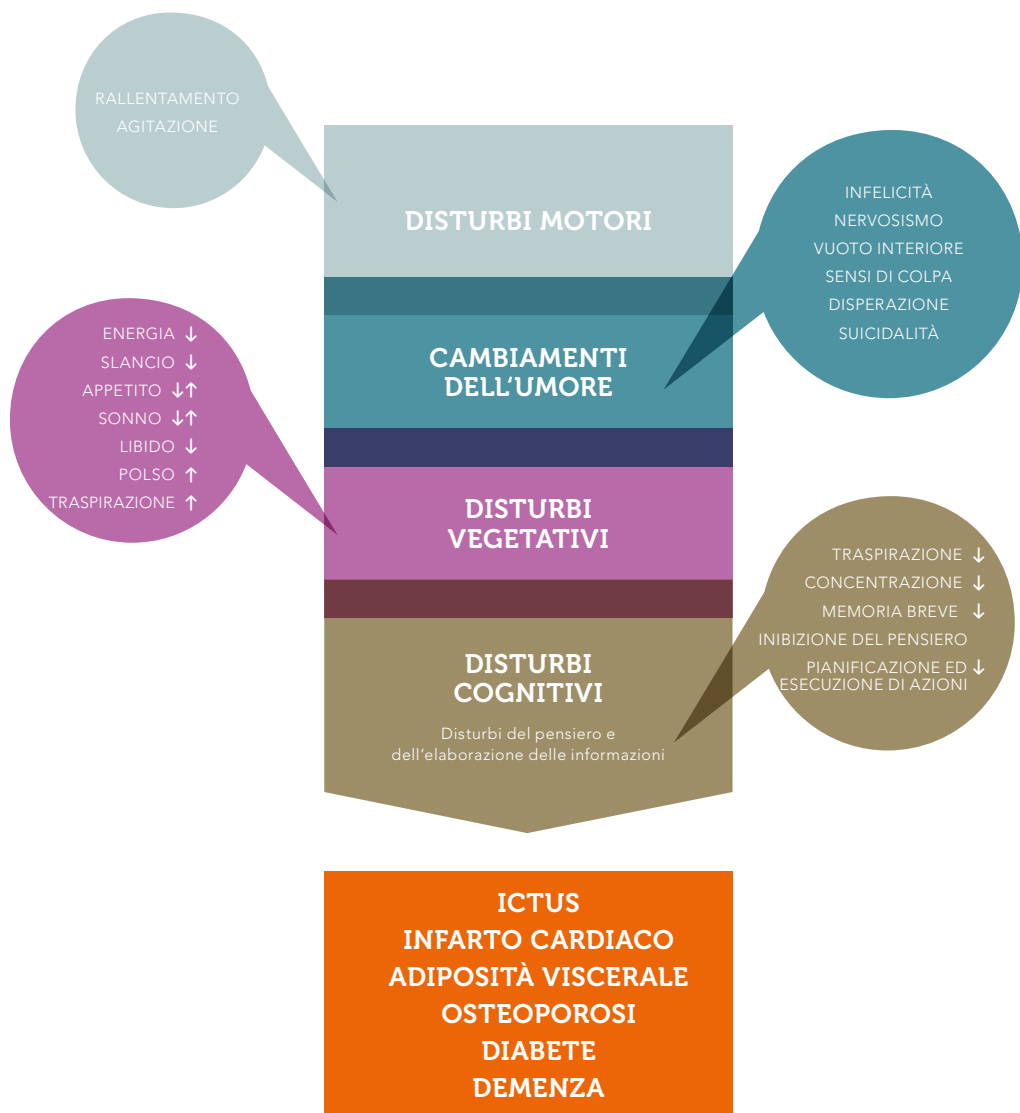 RALLENTAMENTO
AGITAZIONE
DISTURBI MOTORI
INFELICITÀ
NERVOSISMO
VUOTO INTERIORE
SENSI DI COLPA
DISPERAZIONE
SUICIDALITÀ
CAMBIAMENTI
DELL'UMORE
ENERGIA ↓
SLANCIO ↓
APPETITO ↓↑
SONNO ↓↑
LIBIDO ↓
POLSO ↑
TRASPIRAZIONE ↑
DISTURBI
VEGETATIVI
TRASPIRAZIONE ↓
CONCENTRAZIONE ↓
MEMORIA BREVE ↓
INIBIZIONE DEL PENSIERO
PIANIFICAZIONE ED ↓
ESECUZIONE DI AZIONI
DISTURBI
COGNITIVI
Disturbi del pensiero e
dell'elaborazione delle informazioni
ICTUS
INFARTO CARDIACO
ADIPOSITÀ VISCERALE
OSTEOPOROSI
DIABETE
DEMENZA